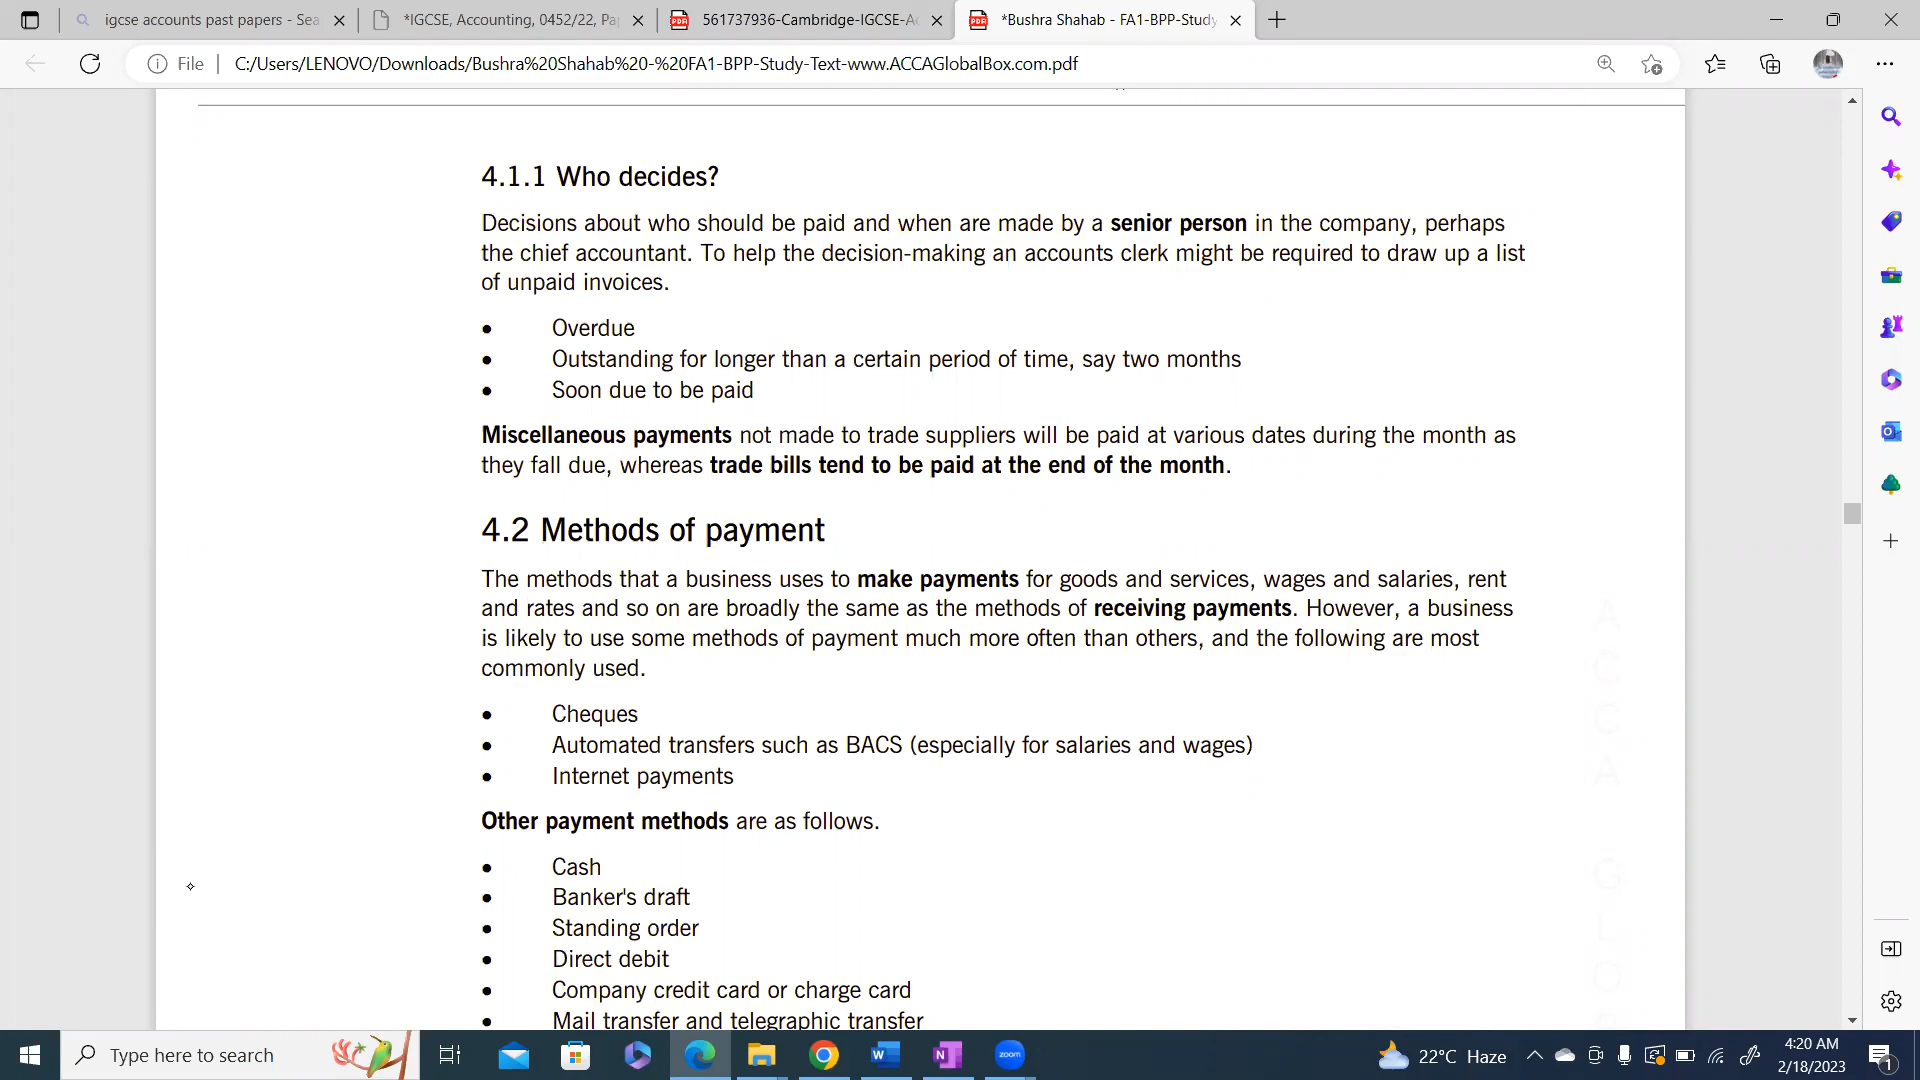 igcse accounts past papers - Sea
*IGCSE, Accounting, 0452/22, Pa
561737936-Cambridge-IGCSE-Ac
*Bushra Shahab - FA1-BPP-Study
File
C:/Users/LENOVO/Downloads/Bushra%20Shahab%20-%20FA1-BPP-Study-Text-www.ACCAGlobalBox.com.pdf
4.1.1 Who decides?
Decisions about who should be paid and when are made by a senior person in the company, perhaps
the chief accountant. To help the decision-making an accounts clerk might be required to draw up a list
of unpaid invoices.
• Overdue
• Outstanding for longer than a certain period of time, say two months
• Soon due to be paid
Miscellaneous payments not made to trade suppliers will be paid at various dates during the month as
they fall due, whereas trade bills tend to be paid at the end of the month.
4.2 Methods of payment
The methods that a business uses to make payments for goods and services, wages and salaries, rent
and rates and so on are broadly the same as the methods of receiving payments. However, a business
is likely to use some methods of payment much more often than others, and the following are most
commonly used.
• Cheques
• Automated transfers such as BACS (especially for salaries and wages)
• Internet payments
Other payment methods are as follows.
• Cash
• Banker's draft
• Standing order
• Direct debit
• Company credit card or charge card
• Mail transfer and telegraphic transfer
A
C
C
A
G
L
O
Type here to search
zoom
22°C Haze
4:20 AM
2/18/2023
1